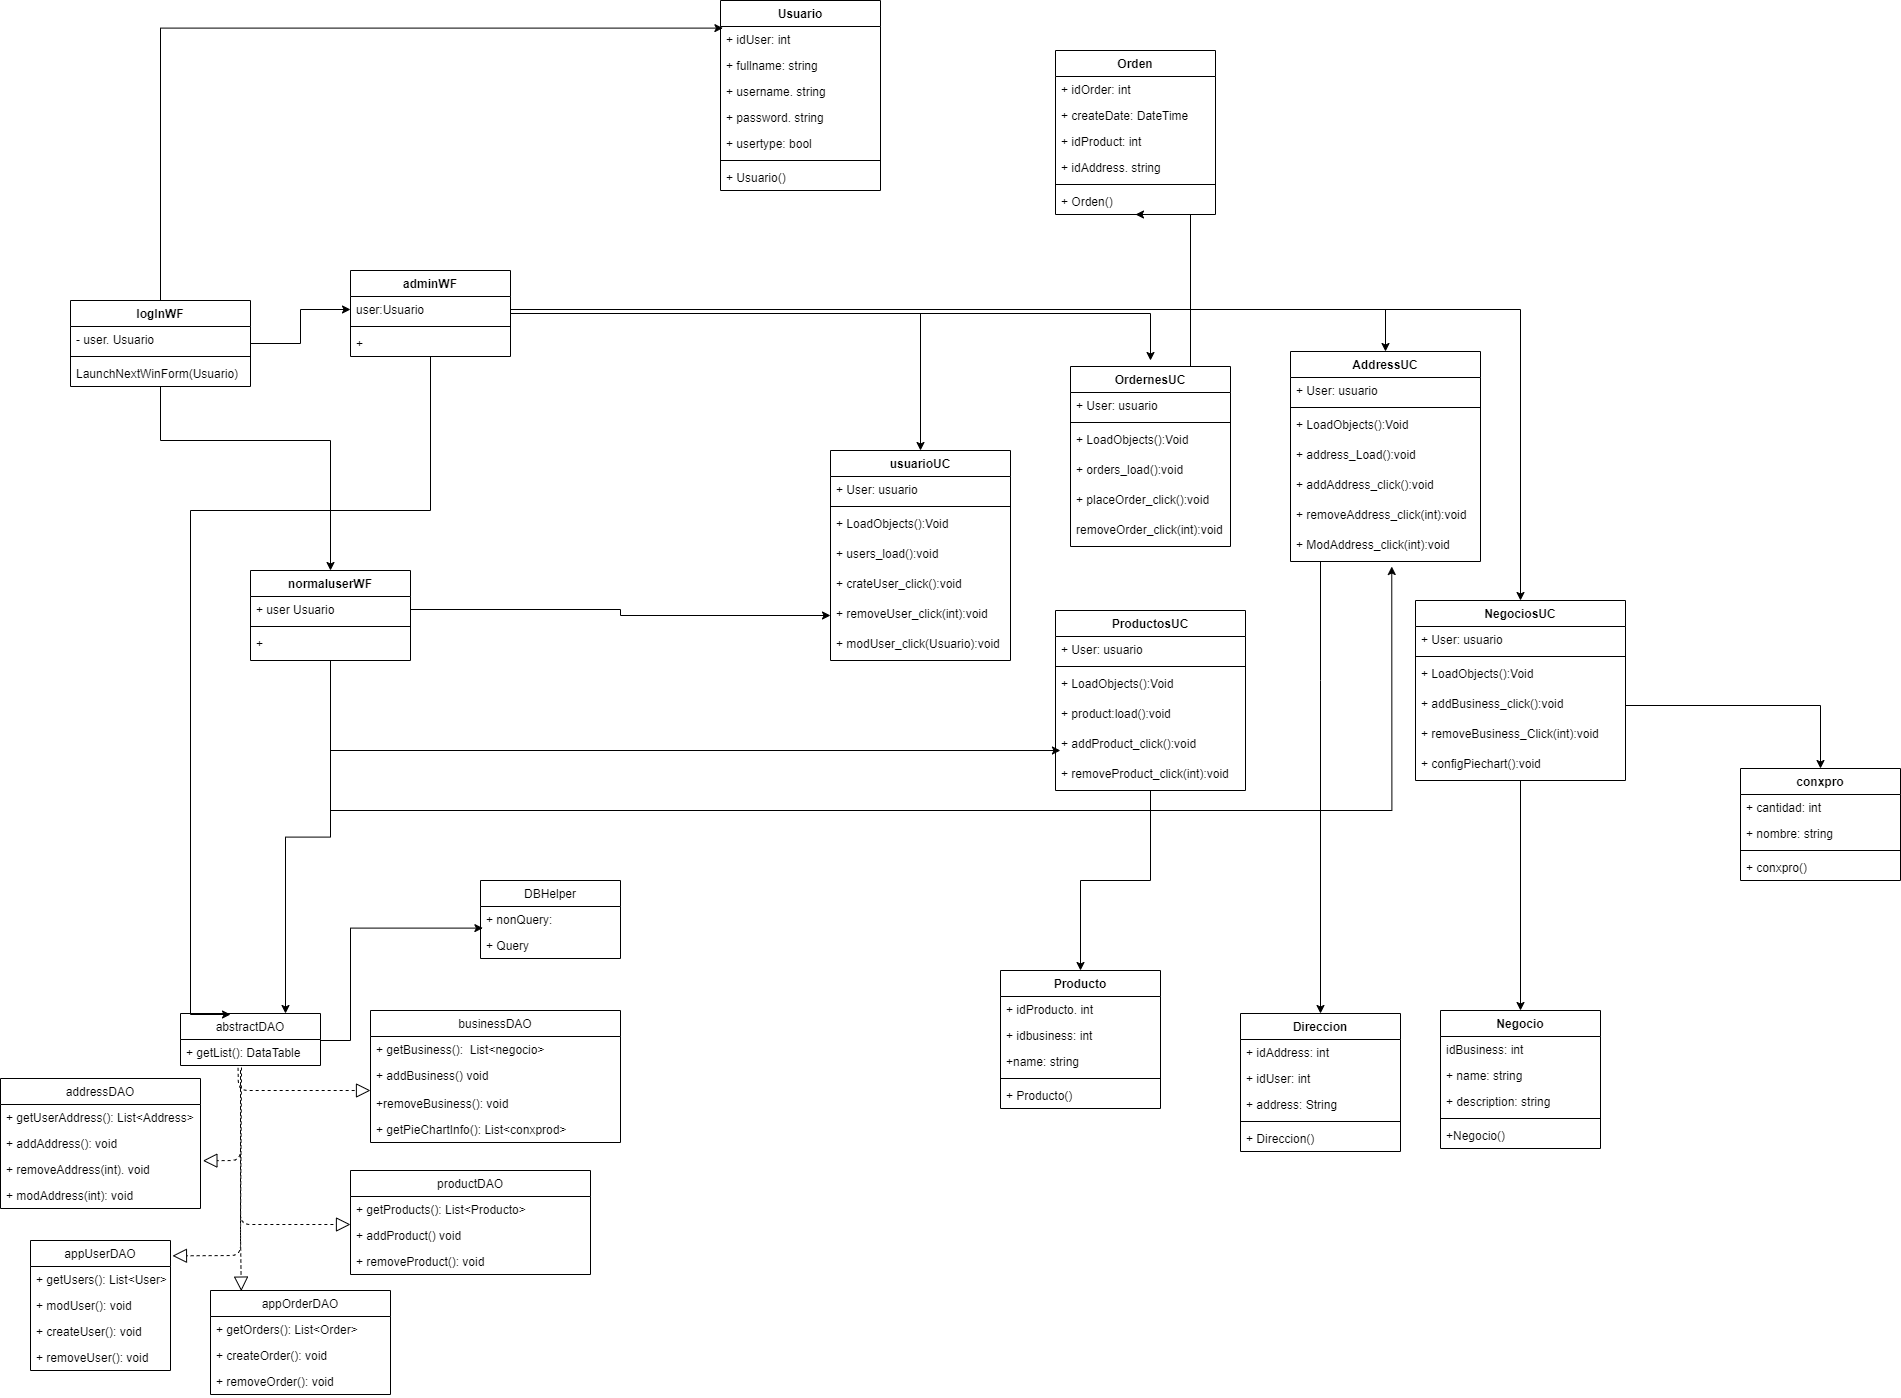 Usuario
+ idUser: int
+ fullname: string
+ username. string
+ password. string
+ usertype: bool
+ Usuario()
Orden
+ idOrder: int
+ createDate: DateTime
+ idProduct: int
+ idAddress. string
+ Orden()
logInWF
- user. Usuario
LaunchNextWinForm(Usuario)
adminWF
user:Usuario
+
OrdernesUC
+ User: usuario
+ LoadObjects():Void
+ orders_load():void
+ placeOrder_click():void
removeOrder_click(int):void
AddressUC
+ User: usuario
+ LoadObjects():Void
+ address_Load():void
+ addAddress_click():void
+ removeAddress_click(int):void
+ ModAddress_click(int):void
usuarioUC
+ User: usuario
+ LoadObjects():Void
+ users_load():void
+ crateUser_click():void
+ removeUser_click(int):void
+ modUser_click(Usuario):void
normaluserWF
+ user Usuario
+
ProductosUC
+ User: usuario
+ LoadObjects():Void
+ product:load():void
+ addProduct_click():void
+ removeProduct_click(int):void
NegociosUC
+ User: usuario
+ LoadObjects():Void
+ addBusiness_click():void
+ removeBusiness_Click(int):void
+ configPiechart():void
conxpro
+ cantidad: int
+ nombre: string
+ conxpro()
DBHelper
+ nonQuery:
+ Query
abstractDAO
+ getList(): DataTable
businessDAO
+ getBusiness():  List<negocio>
+ addBusiness() void
+removeBusiness(): void
+ getPieChartInfo(): List<conxprod>
Producto
+ idProducto. int
+ idbusiness: int
+name: string
+ Producto()
Direccion
+ idAddress: int
+ idUser: int
+ address: String
+ Direccion()
Negocio
idBusiness: int
+ name: string
+ description: string
+Negocio()
addressDAO
+ getUserAddress(): List<Address>
+ addAddress(): void
+ removeAddress(int). void
+ modAddress(int): void
productDAO
+ getProducts(): List<Producto>
+ addProduct() void
+ removeProduct(): void
appUserDAO
+ getUsers(): List<User>
+ modUser(): void
+ createUser(): void
+ removeUser(): void
appOrderDAO
+ getOrders(): List<Order>
+ createOrder(): void
+ removeOrder(): void